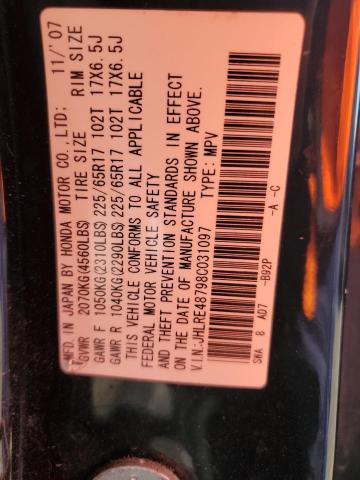 MFD. IN JAPAN BY HONDA MOTOR CO.,LTD: 11/'07
GVWR 2070KG(4560LBS) TIRE SIZE RIM SIZE
GAWR F 1050KG(2310LBS) 225/65R17 102T 17X6.5J
GAWR R 1040KG(2290LBS) 225/65R17 102T 17X6.5J
THIS VEHICLE CONFORMS TO ALL APPLICABLE
FEDERAL MOTOR VEHICLE SAFETY
AND THEFT PREVENTION STANDARDS IN EFFECT
ON THE DATE OF MANUFACTURE SHOWN ABOVE.
V.I.N:JHLRE48798C031097 TYPE: MPV
SWA 8 AD7 -B92P -A -C